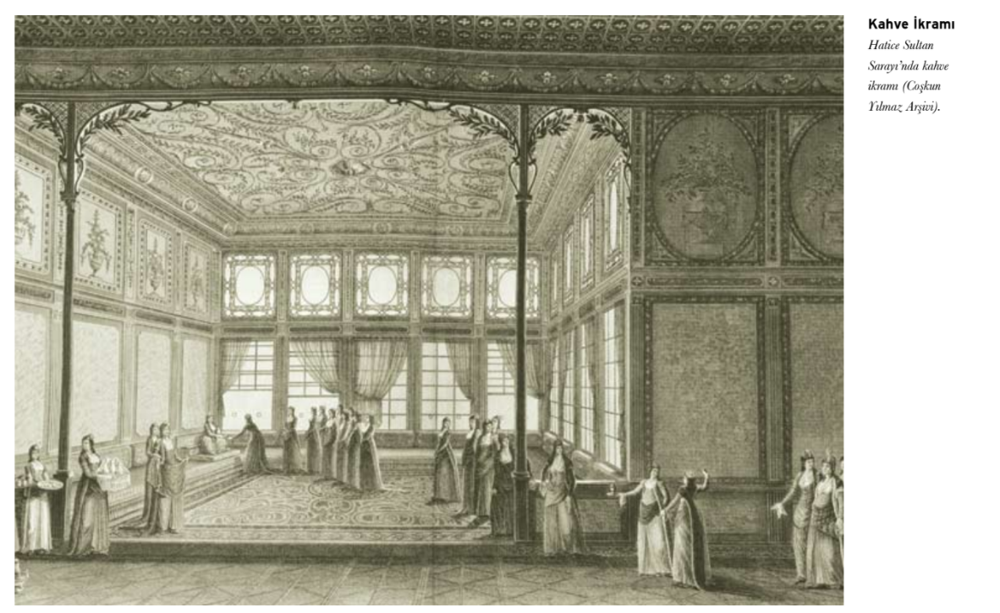 Kahve İkramı
Hatice Sultan
Sarayı'nda kahve
ikramı (Coşkun
Yılmaz Arşivi).